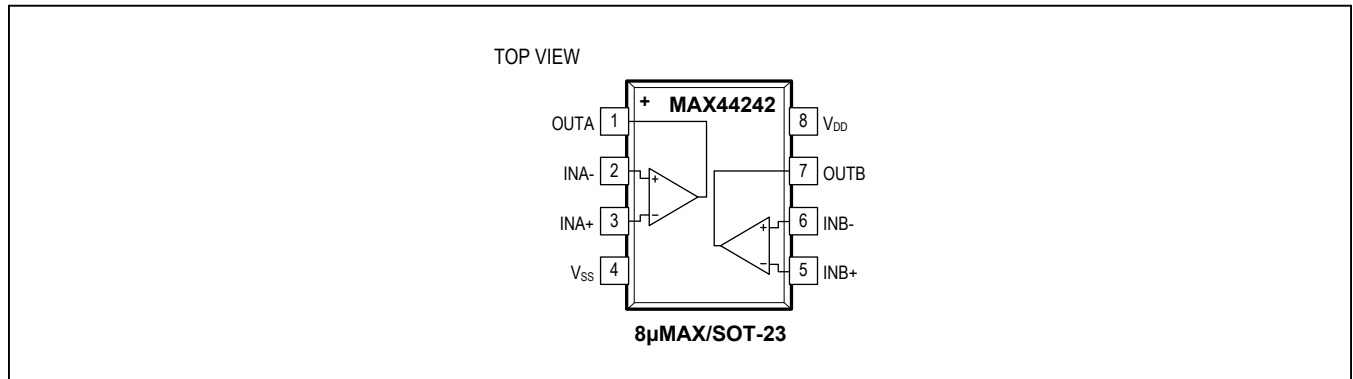 TOP VIEW
+ MAX44242
OUTA 1 8 VDD
INA- 2 + 7 OUTB
INA+ 3 − + 6 INB-
VSS 4 − 5 INB+
8µMAX/SOT-23